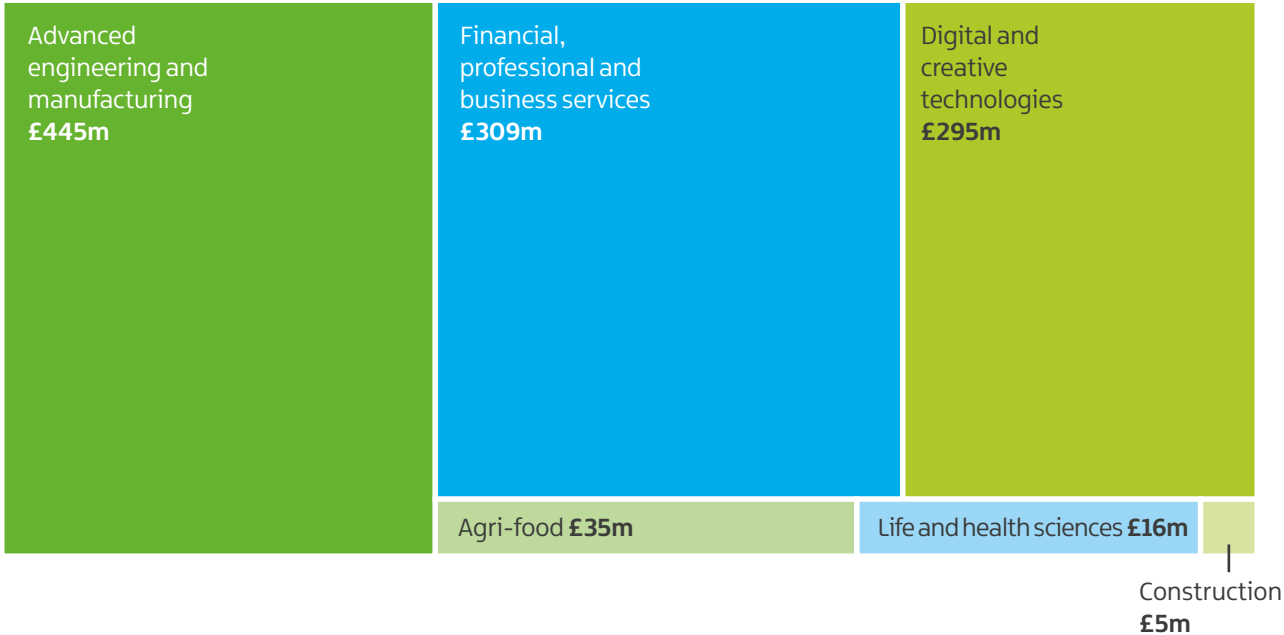 Advanced
engineering and
manufacturing
£445m
Financial,
professional and
business services
£309m
Digital and
creative
technologies
£295m
Agri-food £35m
Life and health sciences £16m
Construction
£5m